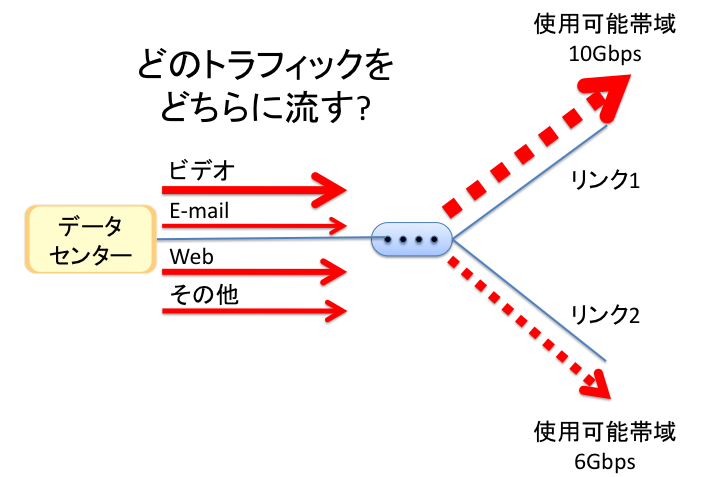 どのトラフィックを
どちらに流す?
使用可能帯域
10Gbps
ビデオ
E-mail
Web
その他
データ
センター
リンク1
リンク2
使用可能帯域
6Gbps